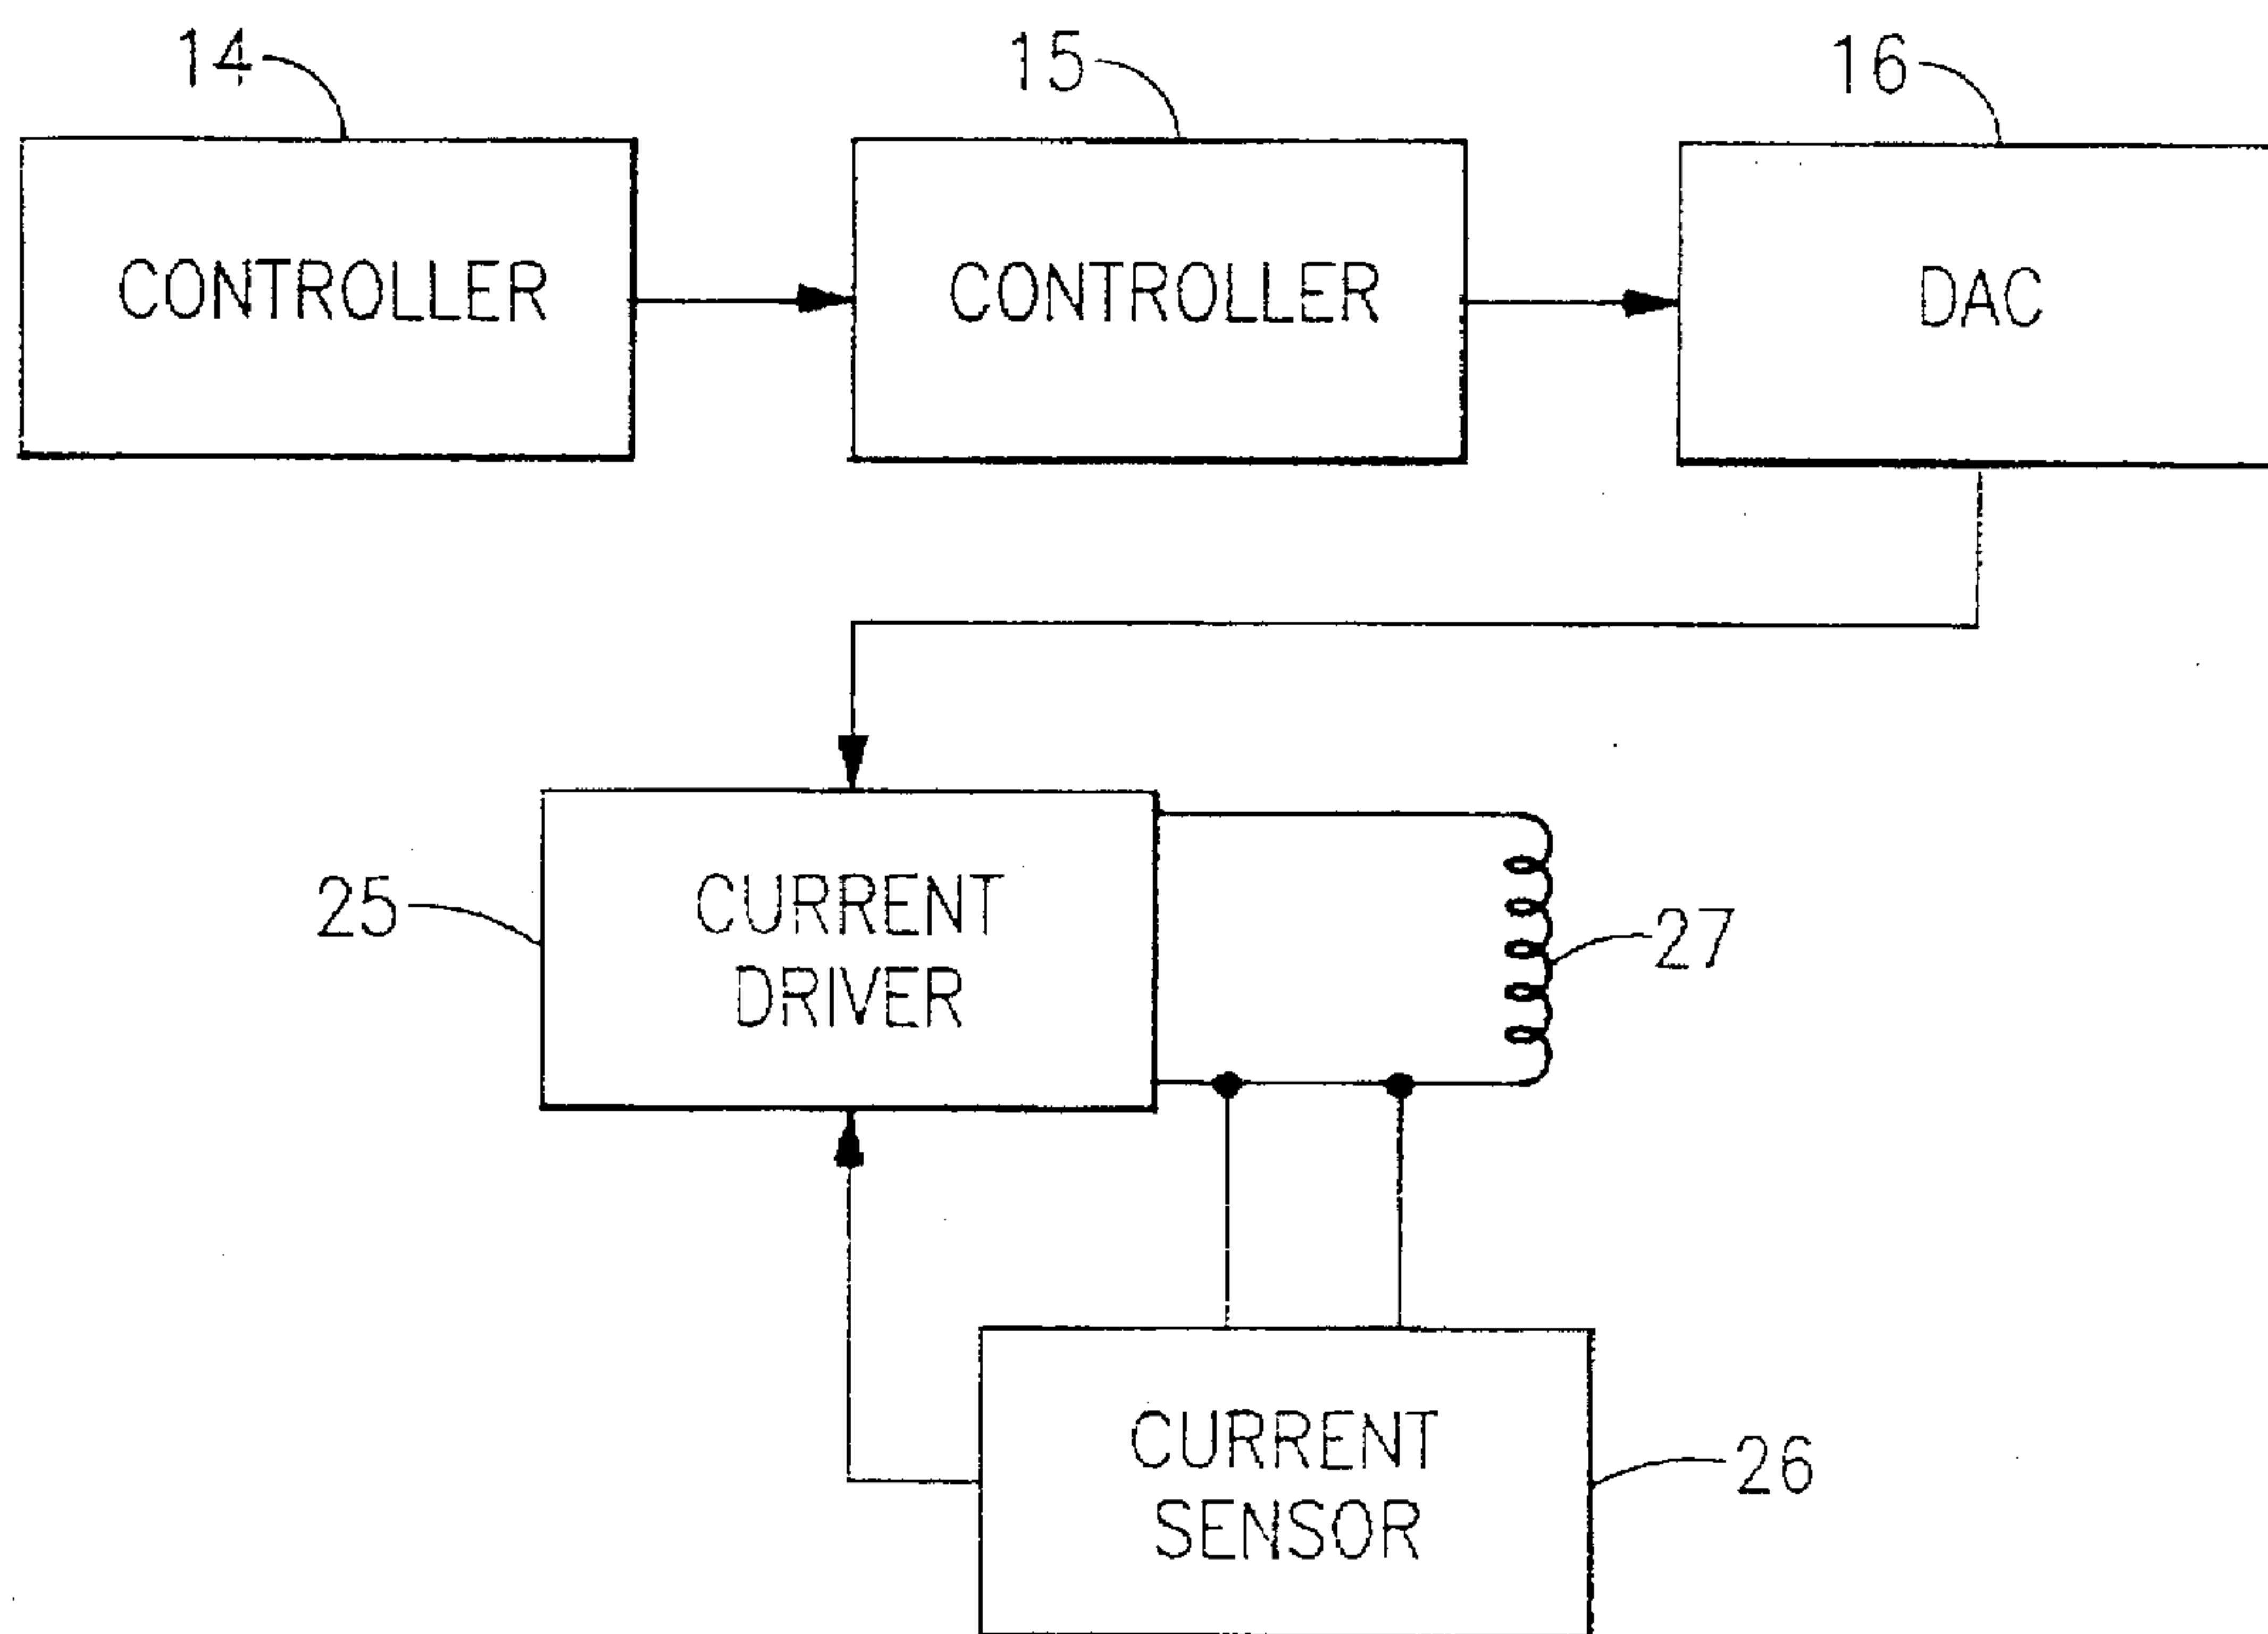 14
15
16
CONTROLLER
CONTROLLER
DAC
25
CURRENT
DRIVER
27
CURRENT
SENSOR
26